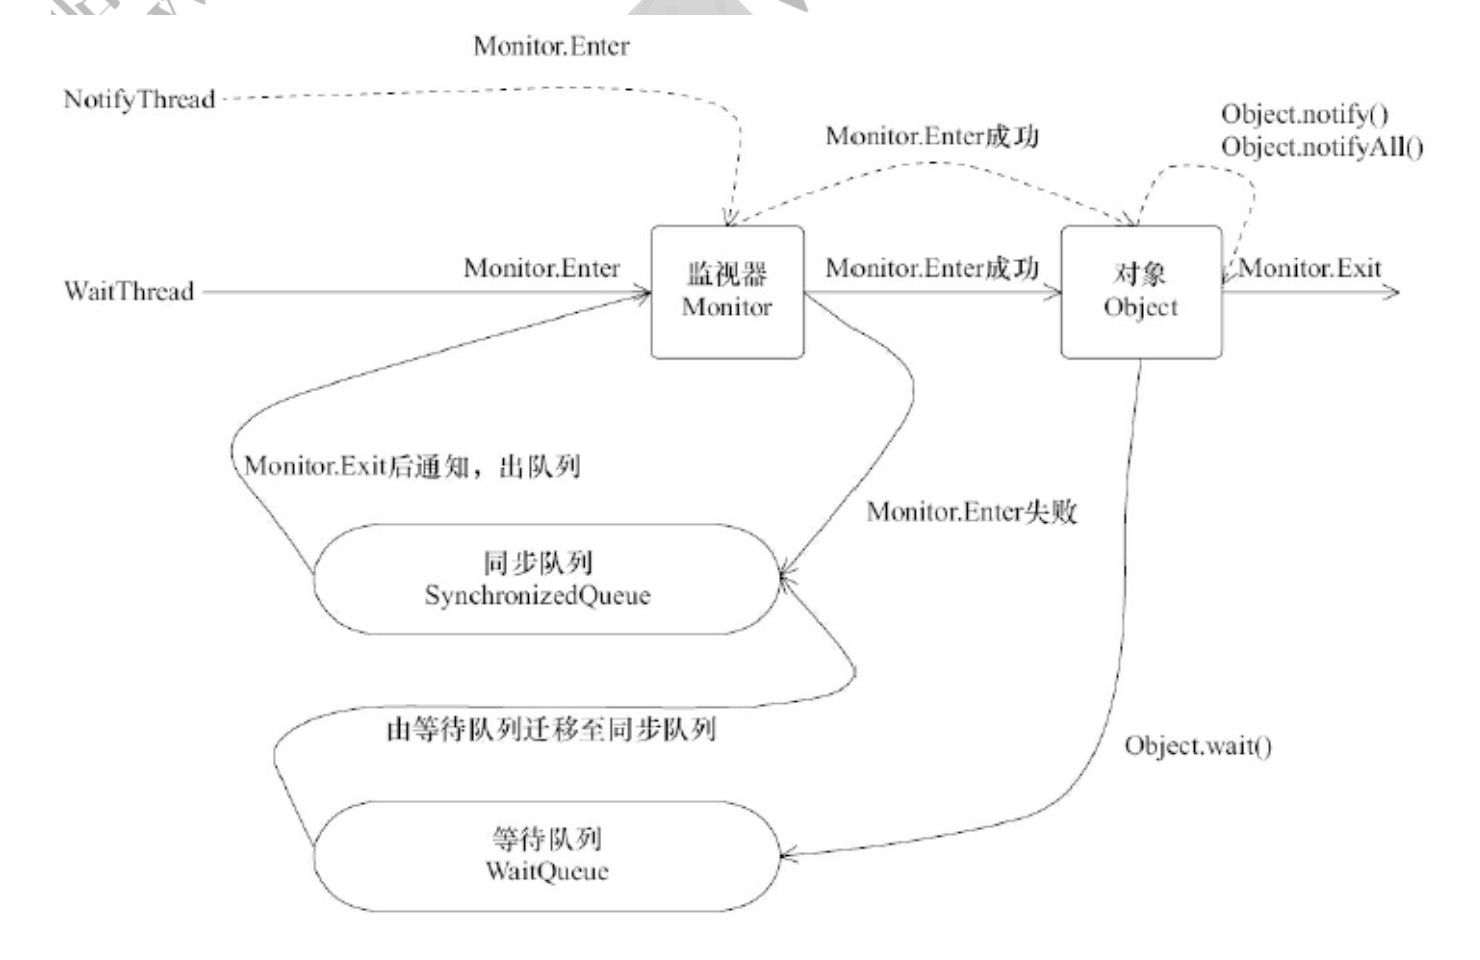 Monitor.Enter
NotifyThread
Object.notify()
Monitor.Enter成功
Object.notifyAll()
WaitThread
Monitor.Enter
监视器
Monitor
Monitor.Enter成功
对象
Object
Monitor.Exit
Monitor.Exit后通知，出队列
Monitor.Enter失败
同步队列
SynchronizedQueue
由等待队列迁移至同步队列
Object.wait()
等待队列
WaitQueue